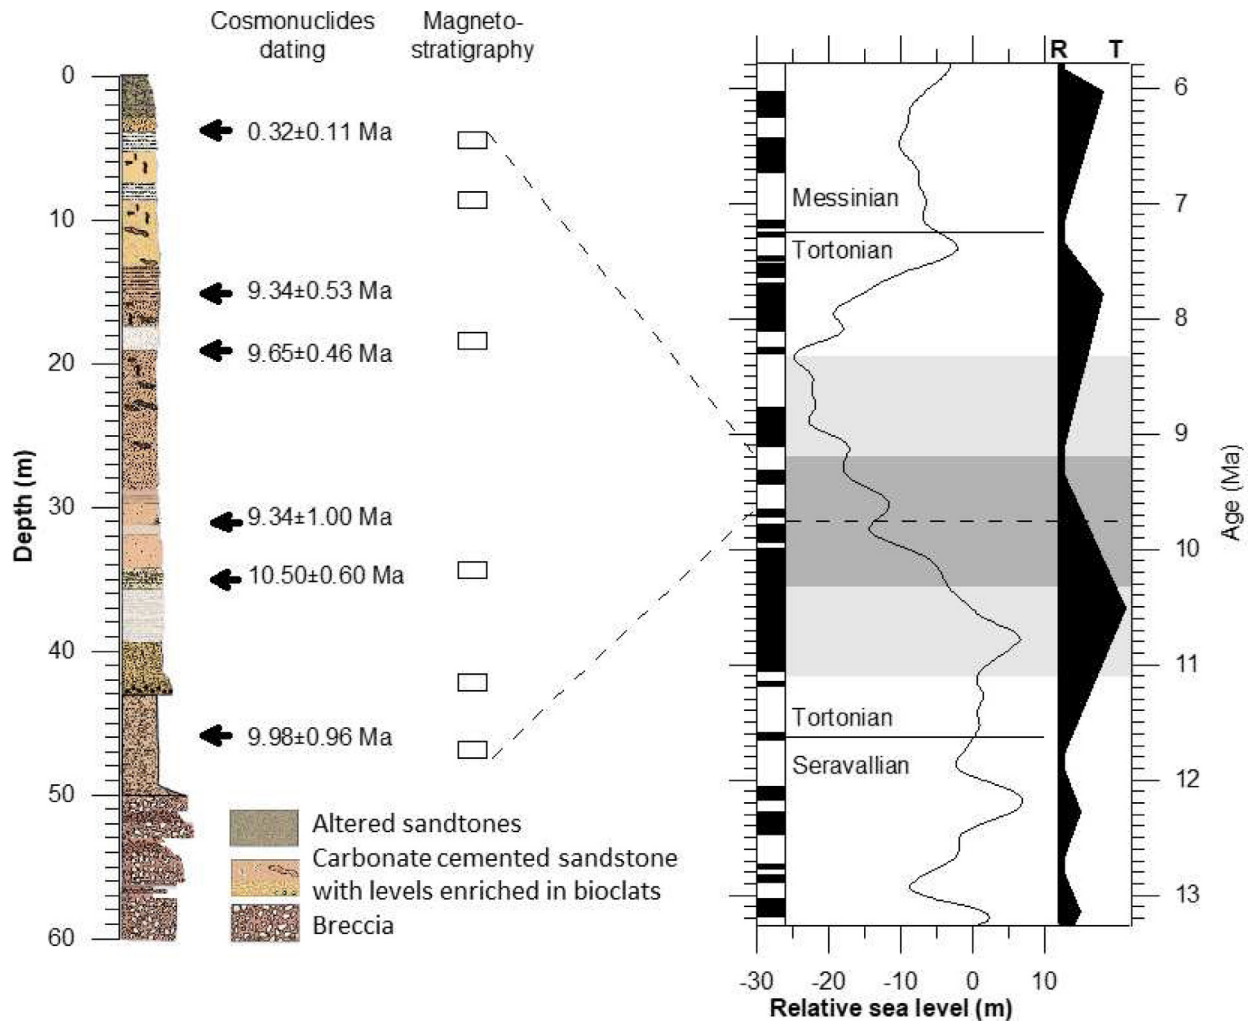 Cosmonuclides
dating
Magneto-
stratigraphy
R T
0
10
20
30
40
50
60
Depth (m)
0.32±0.11 Ma
9.34±0.53 Ma
9.65±0.46 Ma
9.34±1.00 Ma
10.50±0.60 Ma
9.98±0.96 Ma
Altered sandtones
Carbonate cemented sandstone
with levels enriched in bioclats
Breccia
Messinian
Tortonian
Tortonian
Seravallian
6
7
8
9
10
11
12
13
Age (Ma)
-30 -20 -10 0 10
Relative sea level (m)